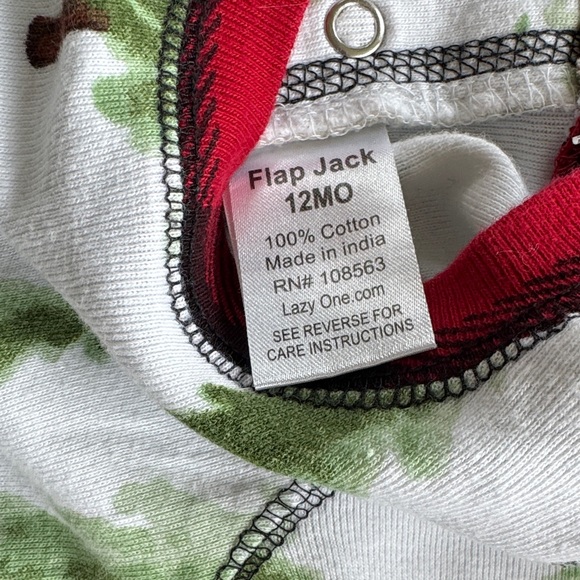 Flap Jack
12MO
100% Cotton
Made in india
RN# 108563
Lazy One.com
SEE REVERSE FOR
CARE INSTRUCTIONS